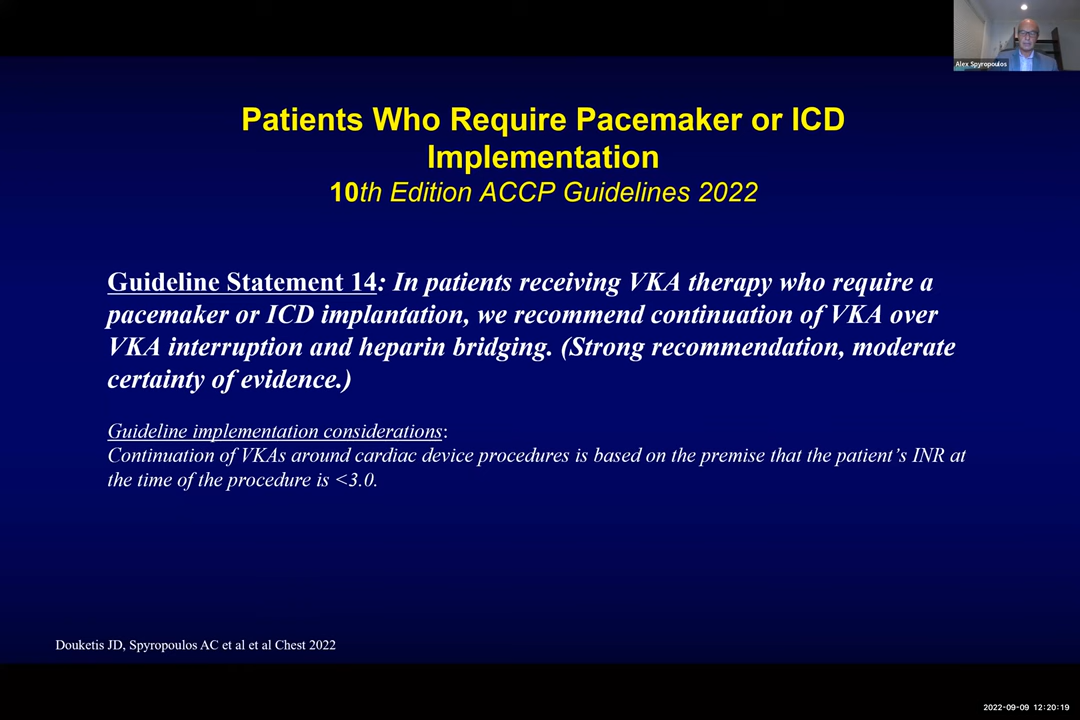 Alex Spyropoulos
Patients Who Require Pacemaker or ICD
Implementation
10th Edition ACCP Guidelines 2022
Guideline Statement 14: In patients receiving VKA therapy who require a
pacemaker or ICD implantation, we recommend continuation of VKA over
VKA interruption and heparin bridging. (Strong recommendation, moderate
certainty of evidence.)
Guideline implementation considerations:
Continuation of VKAs around cardiac device procedures is based on the premise that the patient’s INR at
the time of the procedure is <3.0.
Douketis JD, Spyropoulos AC et al et al Chest 2022
2022-09-09 12:20:19